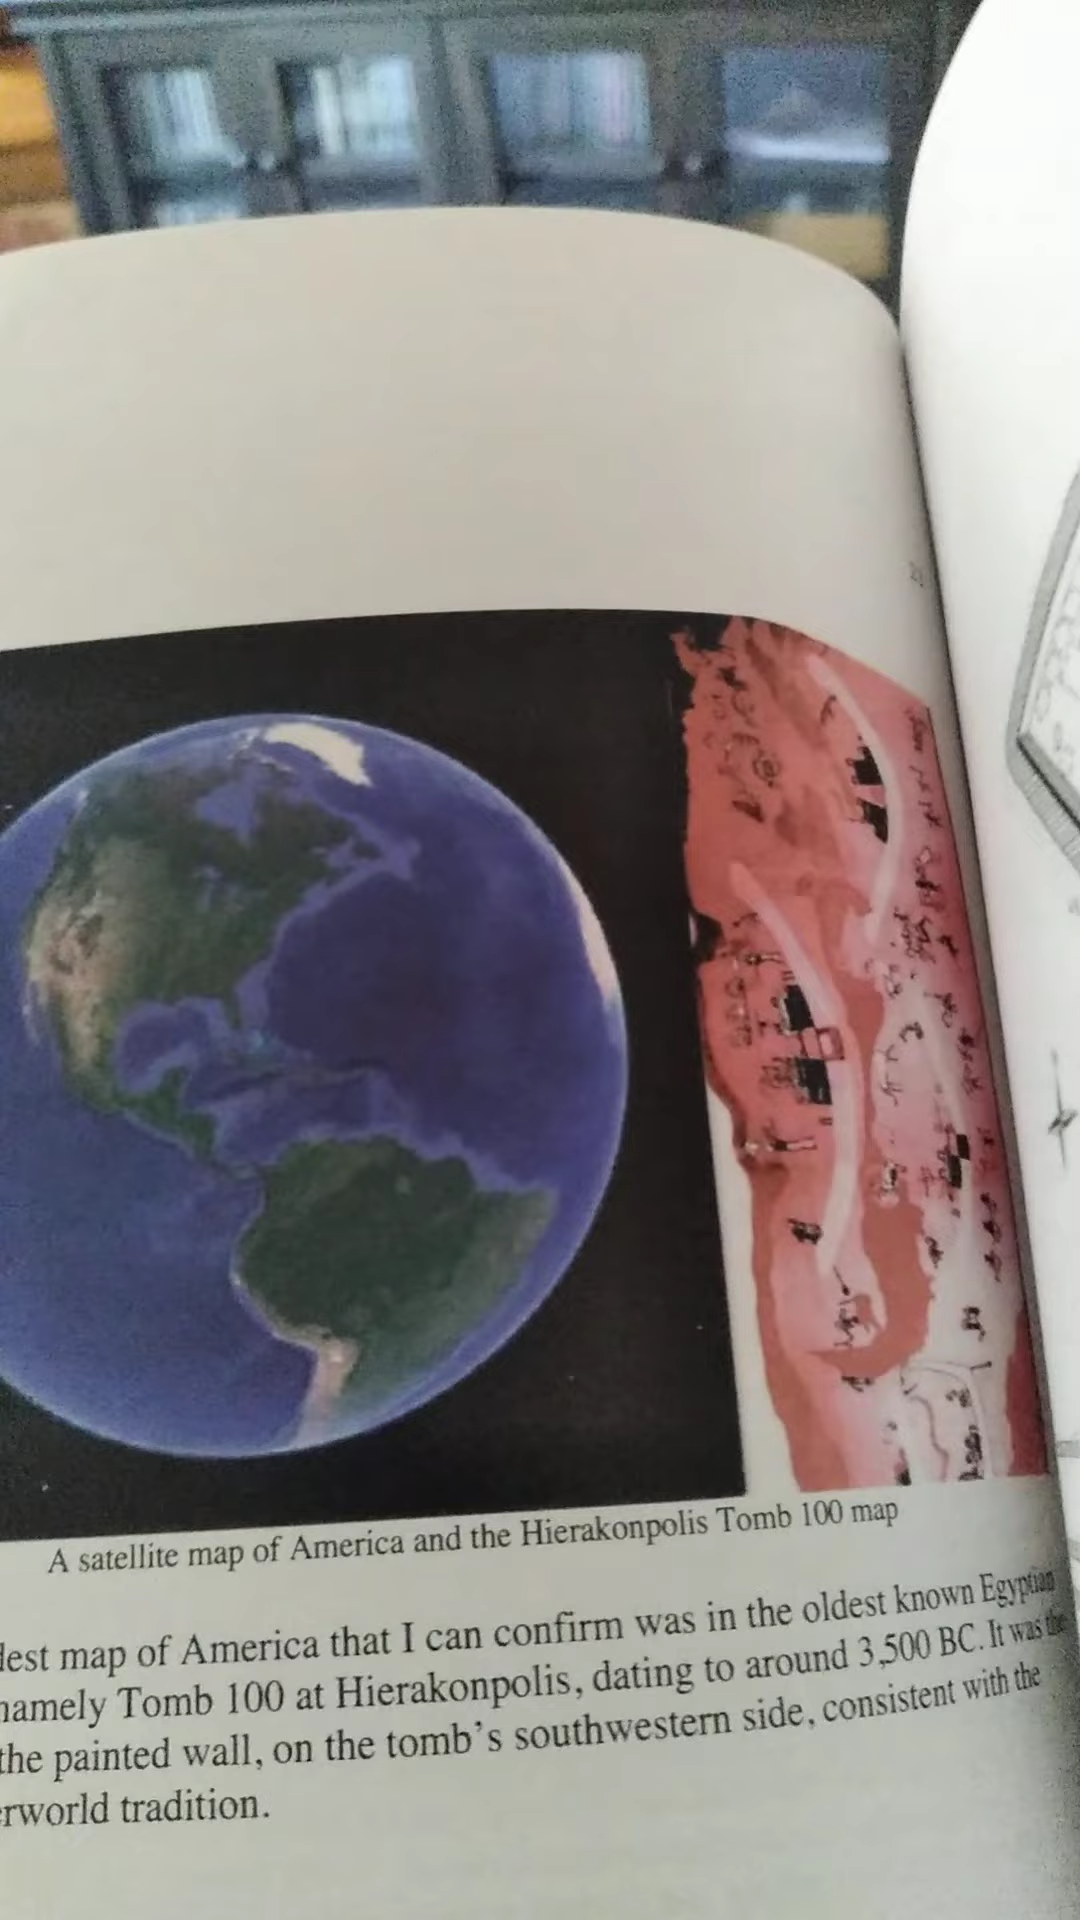 A satellite map of America and the Hierakonpolis Tomb 100 map
map of America that I can confirm was in the oldest known Egyptian
namely Tomb 100 at Hierakonpolis, dating to around 3,500 BC. It was the
the painted wall, on the tomb's southwestern side, consistent with the
tradition.